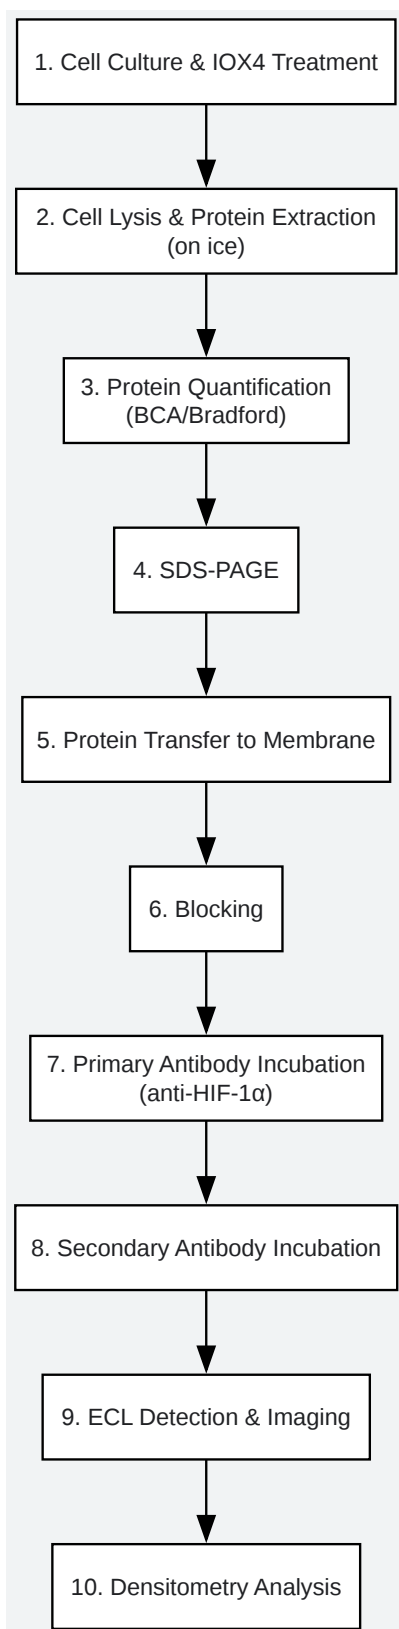 1. Cell Culture & IOX4 Treatment
2. Cell Lysis & Protein Extraction
(on ice)
3. Protein Quantification
(BCA/Bradford)
4. SDS-PAGE
5. Protein Transfer to Membrane
6. Blocking
7. Primary Antibody Incubation
(anti-HIF-1α)
8. Secondary Antibody Incubation
9. ECL Detection & Imaging
10. Densitometry Analysis